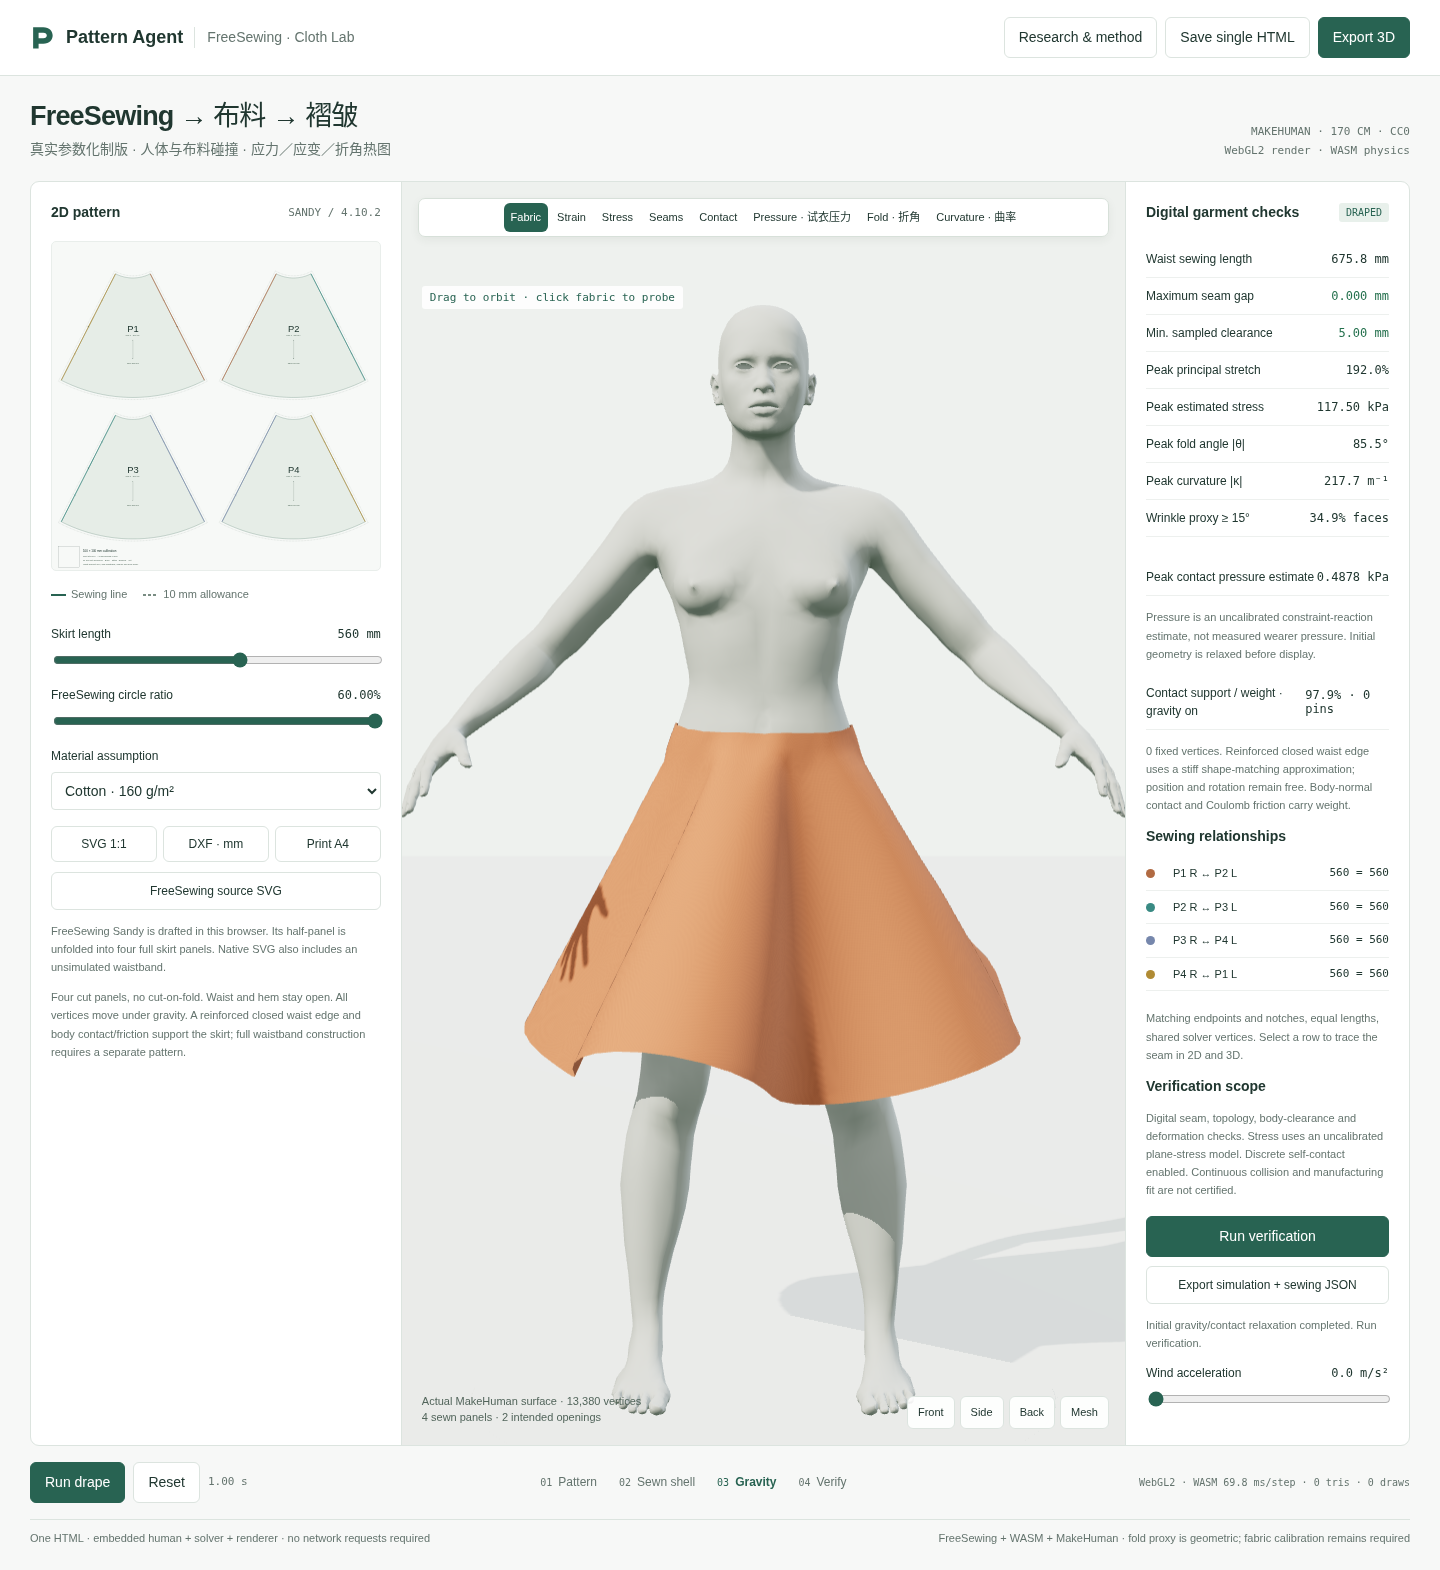 Pattern Agent
FreeSewing · Cloth Lab
Research & method
Save single HTML
Export 3D
FreeSewing → 布料 → 褶皱
真实参数化制版 · 人体与布料碰撞 · 应力／应变／折角热图
MAKEHUMAN · 170 CM · CC0
WebGL2 render · WASM physics
2D pattern
SANDY / 4.10.2
P1
P2
P3
P4
Sewing line
10 mm allowance
Skirt length
560 mm
FreeSewing circle ratio
60.00%
Material assumption
Cotton · 160 g/m²
SVG 1:1
DXF · mm
Print A4
FreeSewing source SVG
FreeSewing Sandy is drafted in this browser. Its half-panel is
unfolded into four full skirt panels. Native SVG also includes an
unsimulated waistband.
Four cut panels, no cut-on-fold. Waist and hem stay open. All
vertices move under gravity. A reinforced closed waist edge and
body contact/friction support the skirt; full waistband construction
requires a separate pattern.
Fabric
Strain
Stress
Seams
Contact
Pressure · 试衣压力
Fold · 折角
Curvature · 曲率
Drag to orbit · click fabric to probe
Actual MakeHuman surface · 13,380 vertices
4 sewn panels · 2 intended openings
Front
Side
Back
Mesh
Digital garment checks
DRAPED
Waist sewing length
675.8 mm
Maximum seam gap
0.000 mm
Min. sampled clearance
5.00 mm
Peak principal stretch
192.0%
Peak estimated stress
117.50 kPa
Peak fold angle |θ|
85.5°
Peak curvature |κ|
217.7 m⁻¹
Wrinkle proxy ≥ 15°
34.9% faces
Peak contact pressure estimate
0.4878 kPa
Pressure is an uncalibrated constraint-reaction
estimate, not measured wearer pressure. Initial
geometry is relaxed before display.
Contact support / weight ·
gravity on
97.9% · 0
pins
0 fixed vertices. Reinforced closed waist edge
uses a stiff shape-matching approximation;
position and rotation remain free. Body-normal
contact and Coulomb friction carry weight.
Sewing relationships
P1 R ↔ P2 L
560 = 560
P2 R ↔ P3 L
560 = 560
P3 R ↔ P4 L
560 = 560
P4 R ↔ P1 L
560 = 560
Matching endpoints and notches, equal lengths,
shared solver vertices. Select a row to trace the
seam in 2D and 3D.
Verification scope
Digital seam, topology, body-clearance and
deformation checks. Stress uses an uncalibrated
plane-stress model. Discrete self-contact
enabled. Continuous collision and manufacturing
fit are not certified.
Run verification
Export simulation + sewing JSON
Initial gravity/contact relaxation completed. Run
verification.
Wind acceleration
0.0 m/s²
Run drape
Reset
1.00 s
01 Pattern
02 Sewn shell
03 Gravity
04 Verify
WebGL2 · WASM 69.8 ms/step · 0 tris · 0 draws
One HTML · embedded human + solver + renderer · no network requests required
FreeSewing + WASM + MakeHuman · fold proxy is geometric; fabric calibration remains required